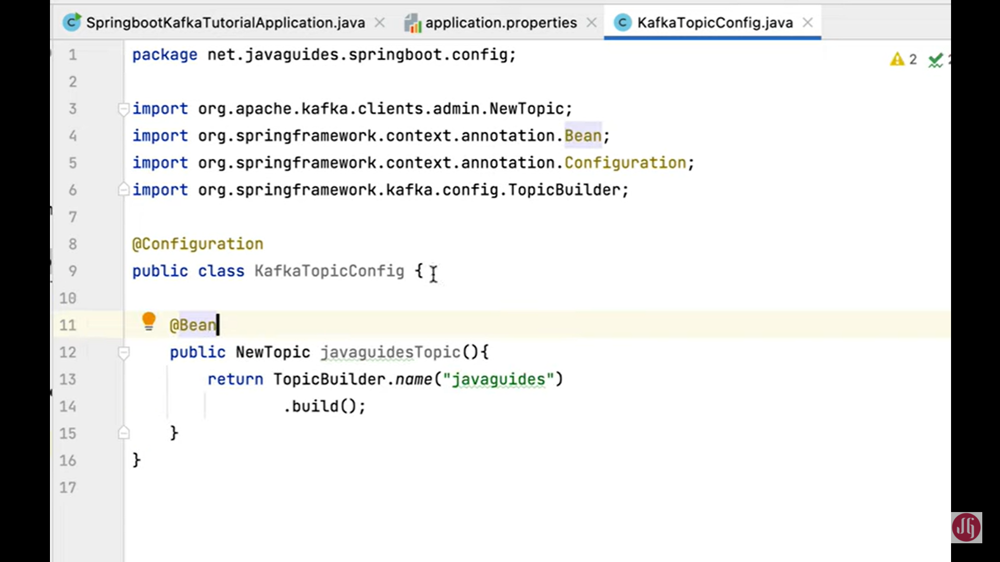 SpringbootKafkaTutorialApplication.java application.properties KafkaTopicConfig.java
1 package net.javaguides.springboot.config;
2
3 import org.apache.kafka.clients.admin.NewTopic;
4 import org.springframework.context.annotation.Bean;
5 import org.springframework.context.annotation.Configuration;
6 import org.springframework.kafka.config.TopicBuilder;
7
8 @Configuration
9 public class KafkaTopicConfig {
10
11 @Bean
12 public NewTopic javaguidesTopic(){
13 return TopicBuilder.name("javaguides")
14 .build();
15 }
16 }
17
2
JG